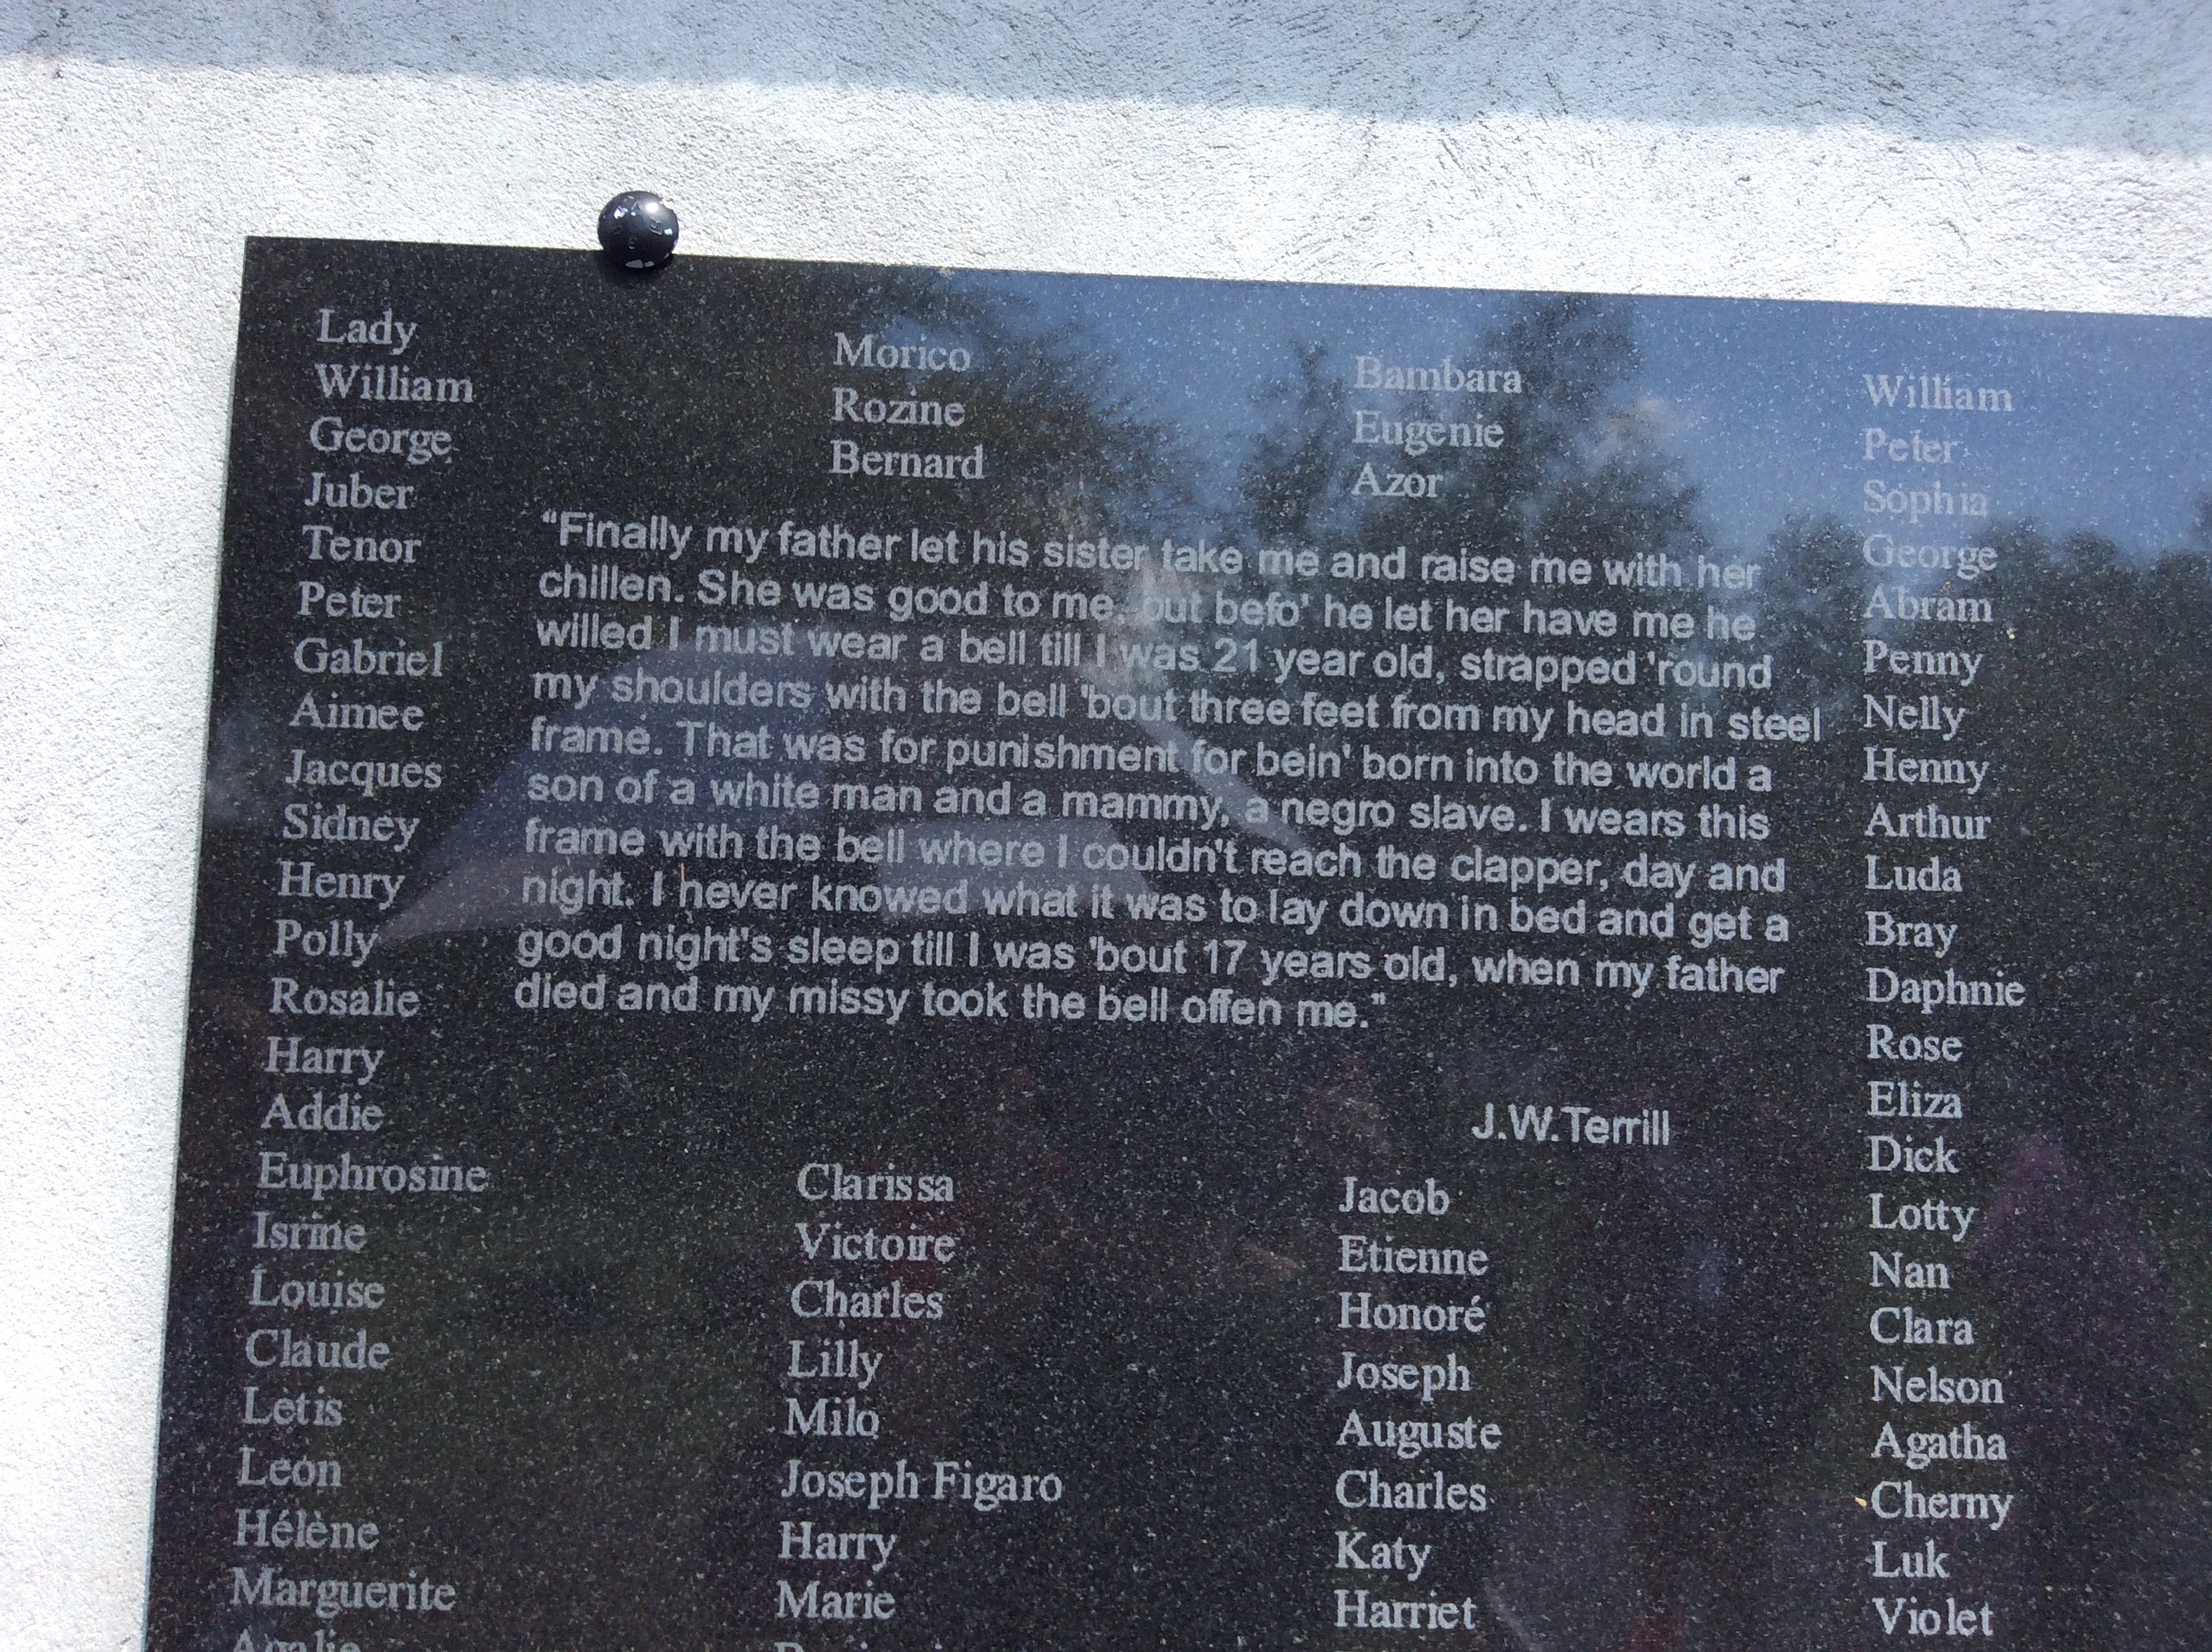 Lady
William
George
Juber
Tenor
Peter
Gabriel
Aimee
Jacques
Sidney
Henry
Polly
Rosalie
Harry
Addie
Euphrosine
Isrine
Louise
Claude
Letis
Leon
Hélène
Marguerite
Morico
Rozine
Bernard
Bambara
Eugenie
Azor
“Finally my father let his sister take me and raise me with her
chillen. She was good to me, but befo' he let her have me he
willed I must wear a bell till I was 21 year old, strapped 'round
my shoulders with the bell 'bout three feet from my head in steel
frame. That was for punishment for bein' born into the world a
son of a white man and a mammy, a negro slave. I wears this
frame with the bell where I couldn't reach the clapper, day and
night. I never knowed what it was to lay down in bed and get a
good night's sleep till I was 'bout 17 years old, when my father
died and my missy took the bell offen me."
J.W.Terrill
Clarissa
Victoire
Charles
Lilly
Milo
Joseph Figaro
Harry
Marie
Jacob
Etienne
Honoré
Joseph
Auguste
Charles
Katy
Harriet
William
Peter
Sophia
George
Abram
Penny
Nelly
Henny
Arthur
Luda
Bray
Daphnie
Rose
Eliza
Dick
Lotty
Nan
Clara
Nelson
Agatha
Cherny
Luk
Violet